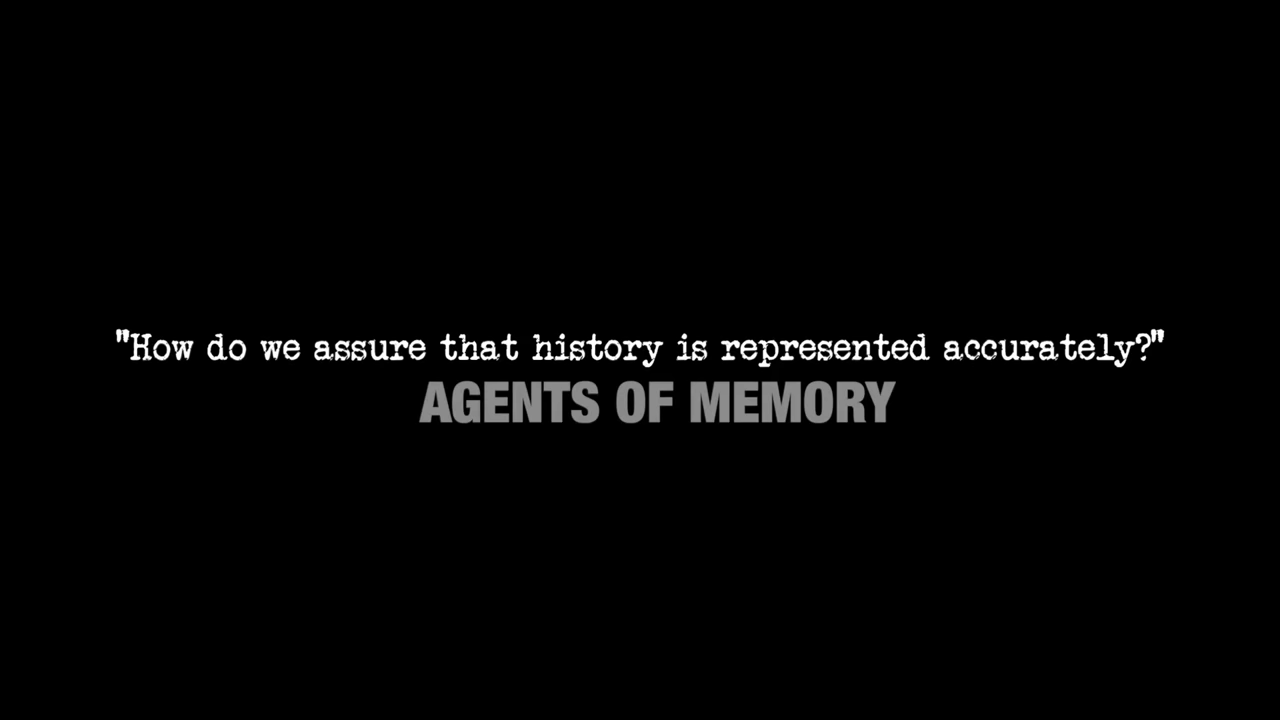 "How do we assure that history is represented accurately?"
AGENTS OF MEMORY